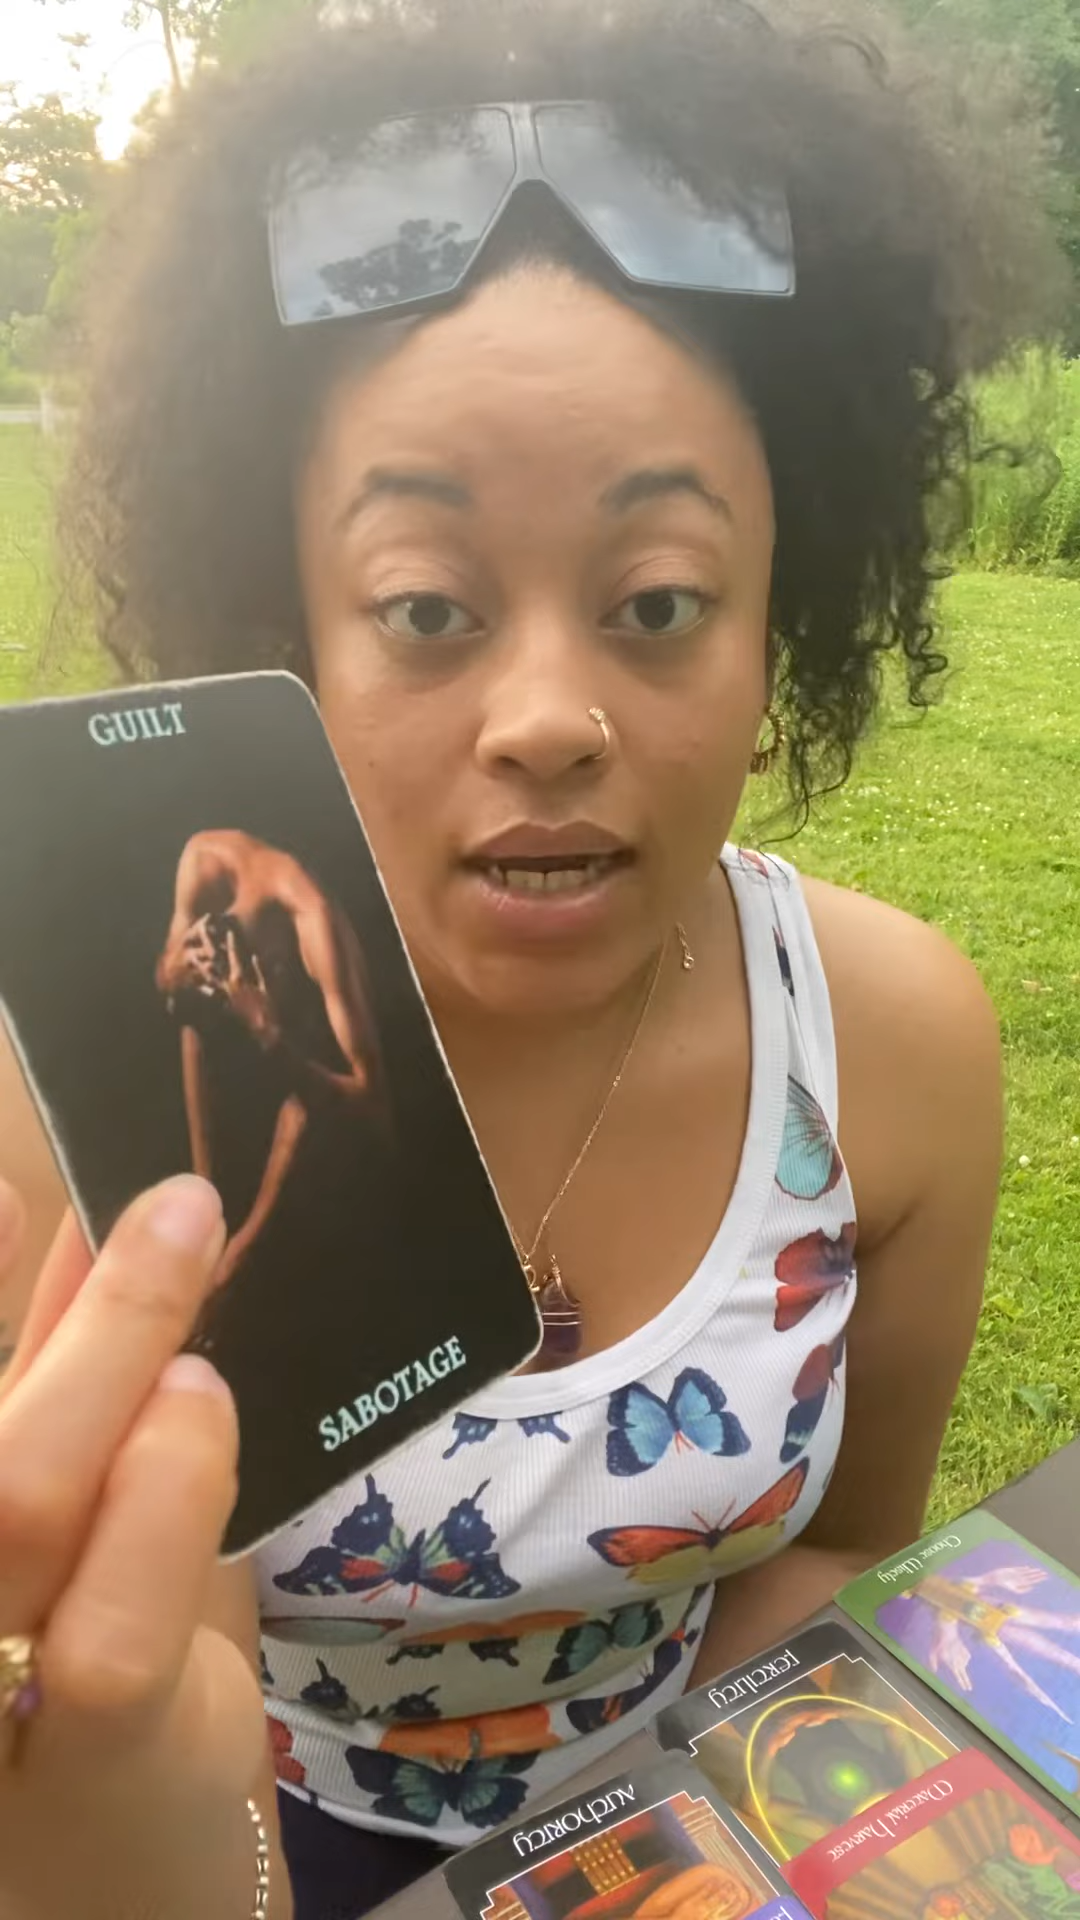 GUILT
SABOTAGE
Choose Wisely
FERTILITY
Material Harvest
AUTHORITY